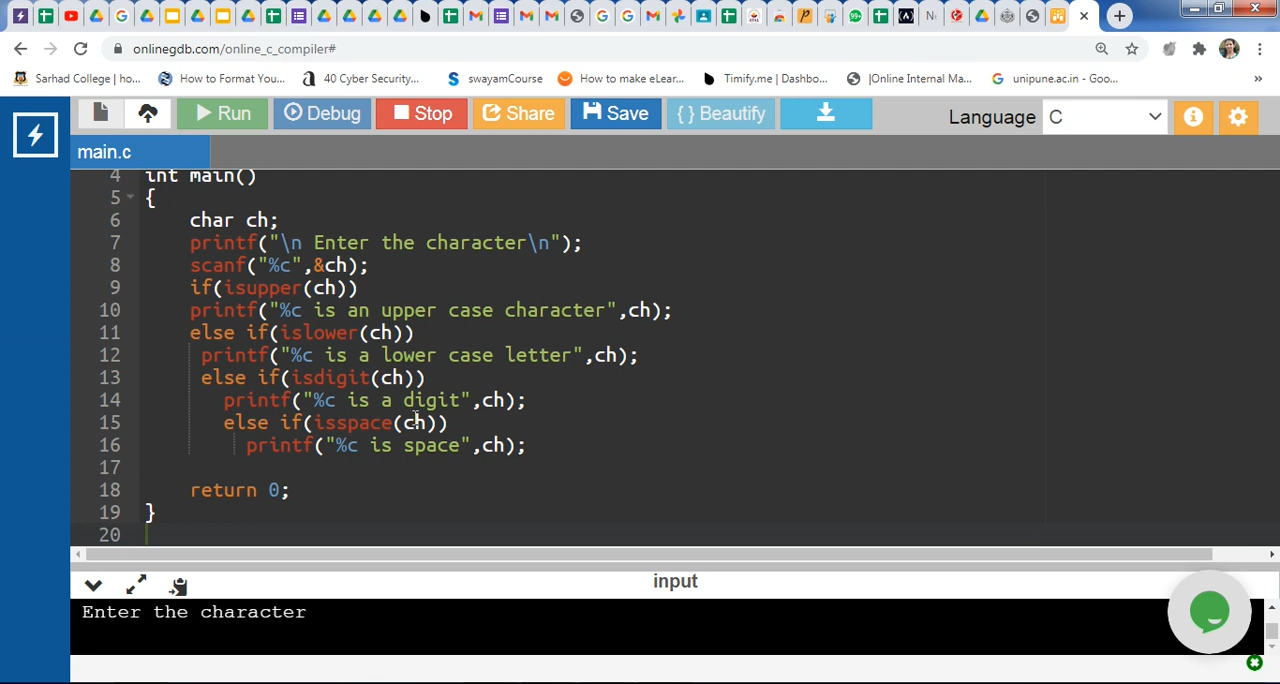 onlinegdb.com/online_c_compiler#
Sarhad College | ho...
How to Format You...
40 Cyber Security...
swayamCourse
How to make eLear...
Timify.me | Dashbo...
|Online Internal Ma...
unipune.ac.in - Goo...
»
Run
Debug
Stop
Share
Save
{ } Beautify
Language
C
main.c
4 int main()
5 {
6 char ch;
7 printf("\n Enter the character\n");
8 scanf("%c",&ch);
9 if(isupper(ch))
10 printf("%c is an upper case character",ch);
11 else if(islower(ch))
12 printf("%c is a lower case letter",ch);
13 else if(isdigit(ch))
14 printf("%c is a digit",ch);
15 else if(isspace(ch))
16 printf("%c is space",ch);
17
18 return 0;
19 }
20
input
Enter the character